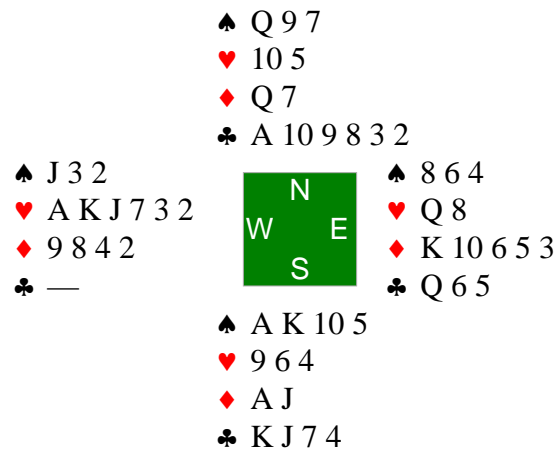 ♠ Q 9 7
♥ 10 5
♦ Q 7
♣ A 10 9 8 3 2
♠ J 3 2
♥ A K J 7 3 2
♦ 9 8 4 2
♣ —
N
W E
S
♠ 8 6 4
♥ Q 8
♦ K 10 6 5 3
♣ Q 6 5
♠ A K 10 5
♥ 9 6 4
♦ A J
♣ K J 7 4